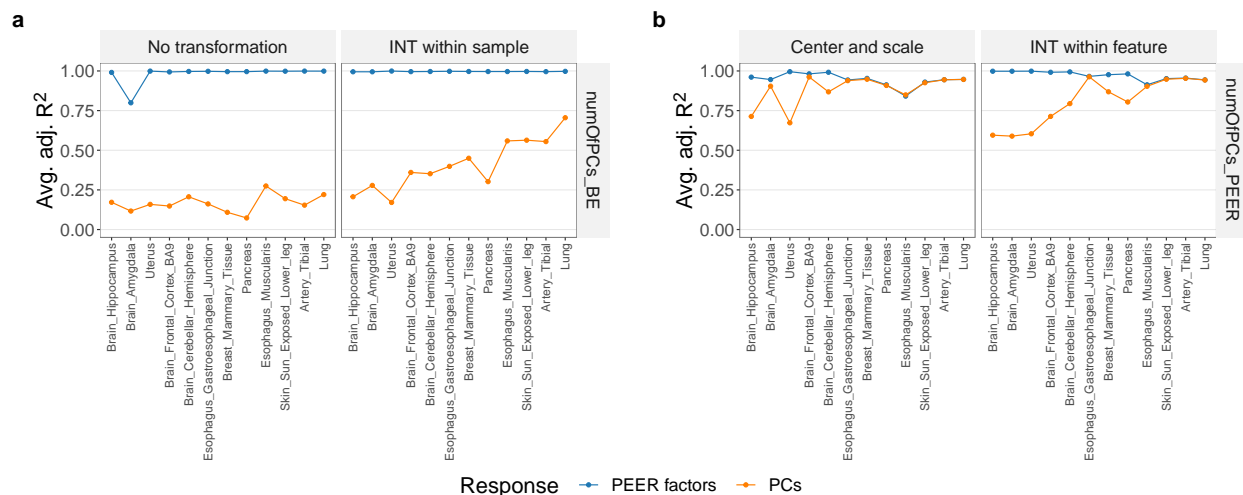 a
No transformation
INT within sample
Avg. adj. R²
1.00
0.75
0.50
0.25
0.00
numOfPCs_BE
Brain_Hippocampus
Brain_Amygdala
Uterus
Brain_Frontal_Cortex_BA9
Brain_Cerebellar_Hemisphere
Esophagus_Gastroesophageal_Junction
Breast_Mammary_Tissue
Pancreas
Esophagus_Muscularis
Skin_Sun_Exposed_Lower_leg
Artery_Tibial
Lung
Brain_Hippocampus
Brain_Amygdala
Uterus
Brain_Frontal_Cortex_BA9
Brain_Cerebellar_Hemisphere
Esophagus_Gastroesophageal_Junction
Breast_Mammary_Tissue
Pancreas
Esophagus_Muscularis
Skin_Sun_Exposed_Lower_leg
Artery_Tibial
Lung
b
Center and scale
INT within feature
Avg. adj. R²
1.00
0.75
0.50
0.25
0.00
numOfPCs_PEER
Brain_Hippocampus
Brain_Amygdala
Uterus
Brain_Frontal_Cortex_BA9
Brain_Cerebellar_Hemisphere
Esophagus_Gastroesophageal_Junction
Breast_Mammary_Tissue
Pancreas
Esophagus_Muscularis
Skin_Sun_Exposed_Lower_leg
Artery_Tibial
Lung
Brain_Hippocampus
Brain_Amygdala
Uterus
Brain_Frontal_Cortex_BA9
Brain_Cerebellar_Hemisphere
Esophagus_Gastroesophageal_Junction
Breast_Mammary_Tissue
Pancreas
Esophagus_Muscularis
Skin_Sun_Exposed_Lower_leg
Artery_Tibial
Lung
Response PEER factors PCs